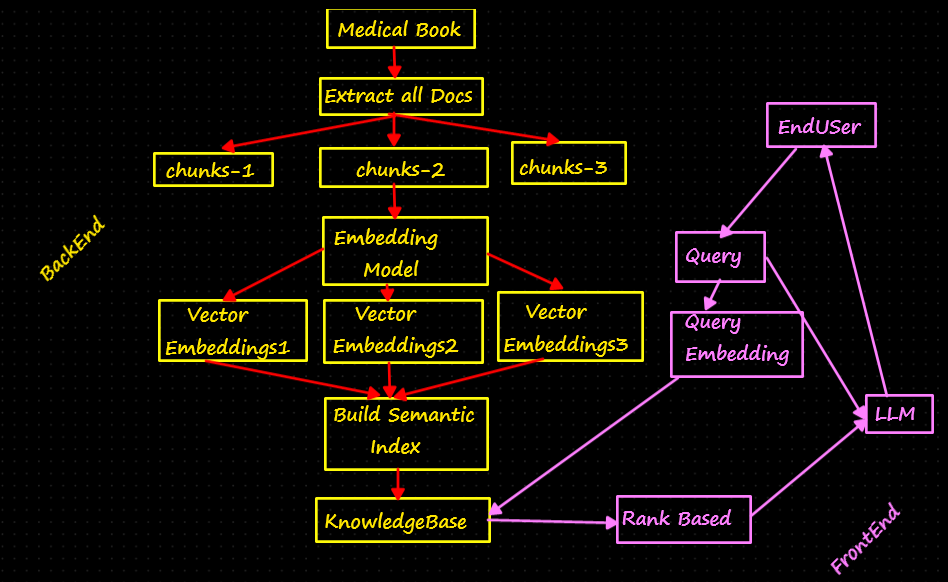 Medical Book
Extract all Docs
chunks-1
chunks-2
chunks-3
BackEnd
Embedding
Model
Vector
Embeddings1
Vector
Embeddings2
Vector
Embeddings3
Build Semantic
Index
KnowledgeBase
EndUSer
Query
Query
Embedding
LLM
Rank Based
FrontEnd